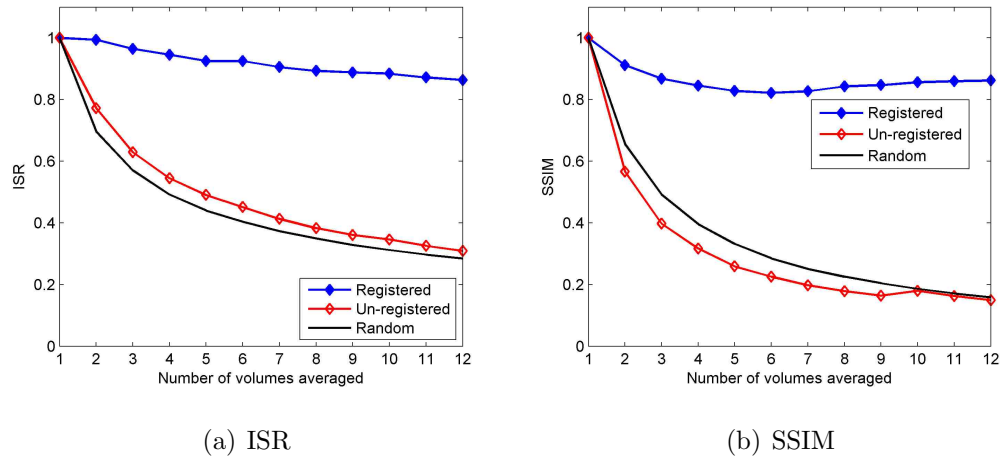 1
0.8
0.6
0.4
0.2
0
ISR
Registered
Un-registered
Random
1 2 3 4 5 6 7 8 9 10 11 12
Number of volumes averaged
(a) ISR
1
0.8
0.6
0.4
0.2
0
SSIM
Registered
Un-registered
Random
1 2 3 4 5 6 7 8 9 10 11 12
Number of volumes averaged
(b) SSIM